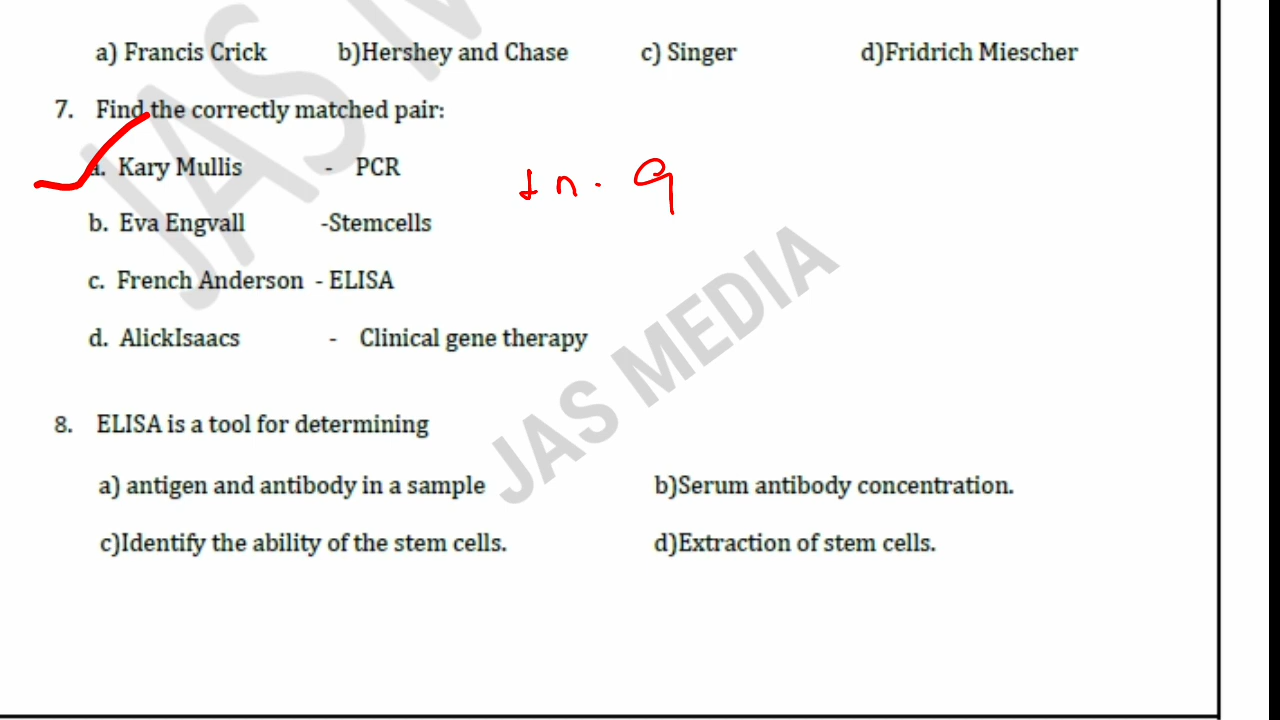 a) Francis Crick b)Hershey and Chase c) Singer d)Fridrich Miescher
7. Find the correctly matched pair:
a. Kary Mullis - PCR
b. Eva Engvall -Stemcells
c. French Anderson - ELISA
d. AlickIsaacs - Clinical gene therapy
8. ELISA is a tool for determining
a) antigen and antibody in a sample b)Serum antibody concentration.
c)Identify the ability of the stem cells. d)Extraction of stem cells.
JAS MEDIA